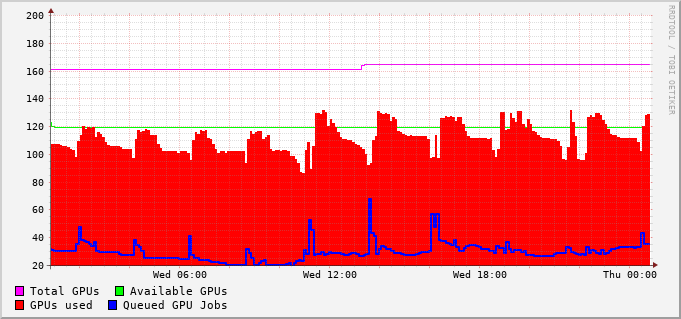 200
180
160
140
120
100
80
60
40
20
Wed 06:00 Wed 12:00 Wed 18:00 Thu 00:00
Total GPUs Available GPUs
GPUs used Queued GPU Jobs
RRDTOOL / TOBI OETIKER